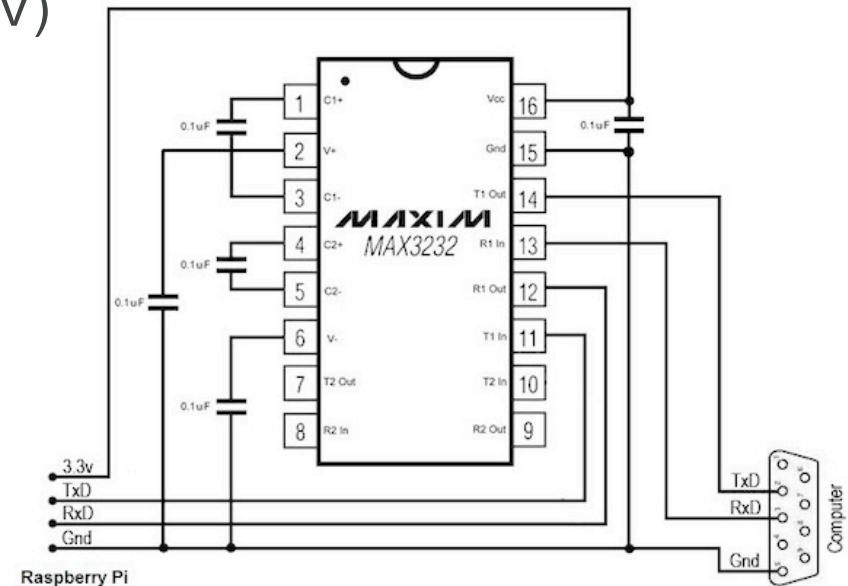 V)
1
C1+
0.1uF
2
V+
3
C1-
4
C2+
0.1uF
5
C2-
0.1uF
6
V-
0.1uF
7
T2 Out
8
R2 In
MAXIM
MAX3232
Vcc
16
0.1uF
Gnd
15
T1 Out
14
R1 In
13
R1 Out
12
T1 In
11
T2 In
10
R2 Out
9
3.3v
TxD
RxD
Gnd
Raspberry Pi
TxD
RxD
Gnd
Computer